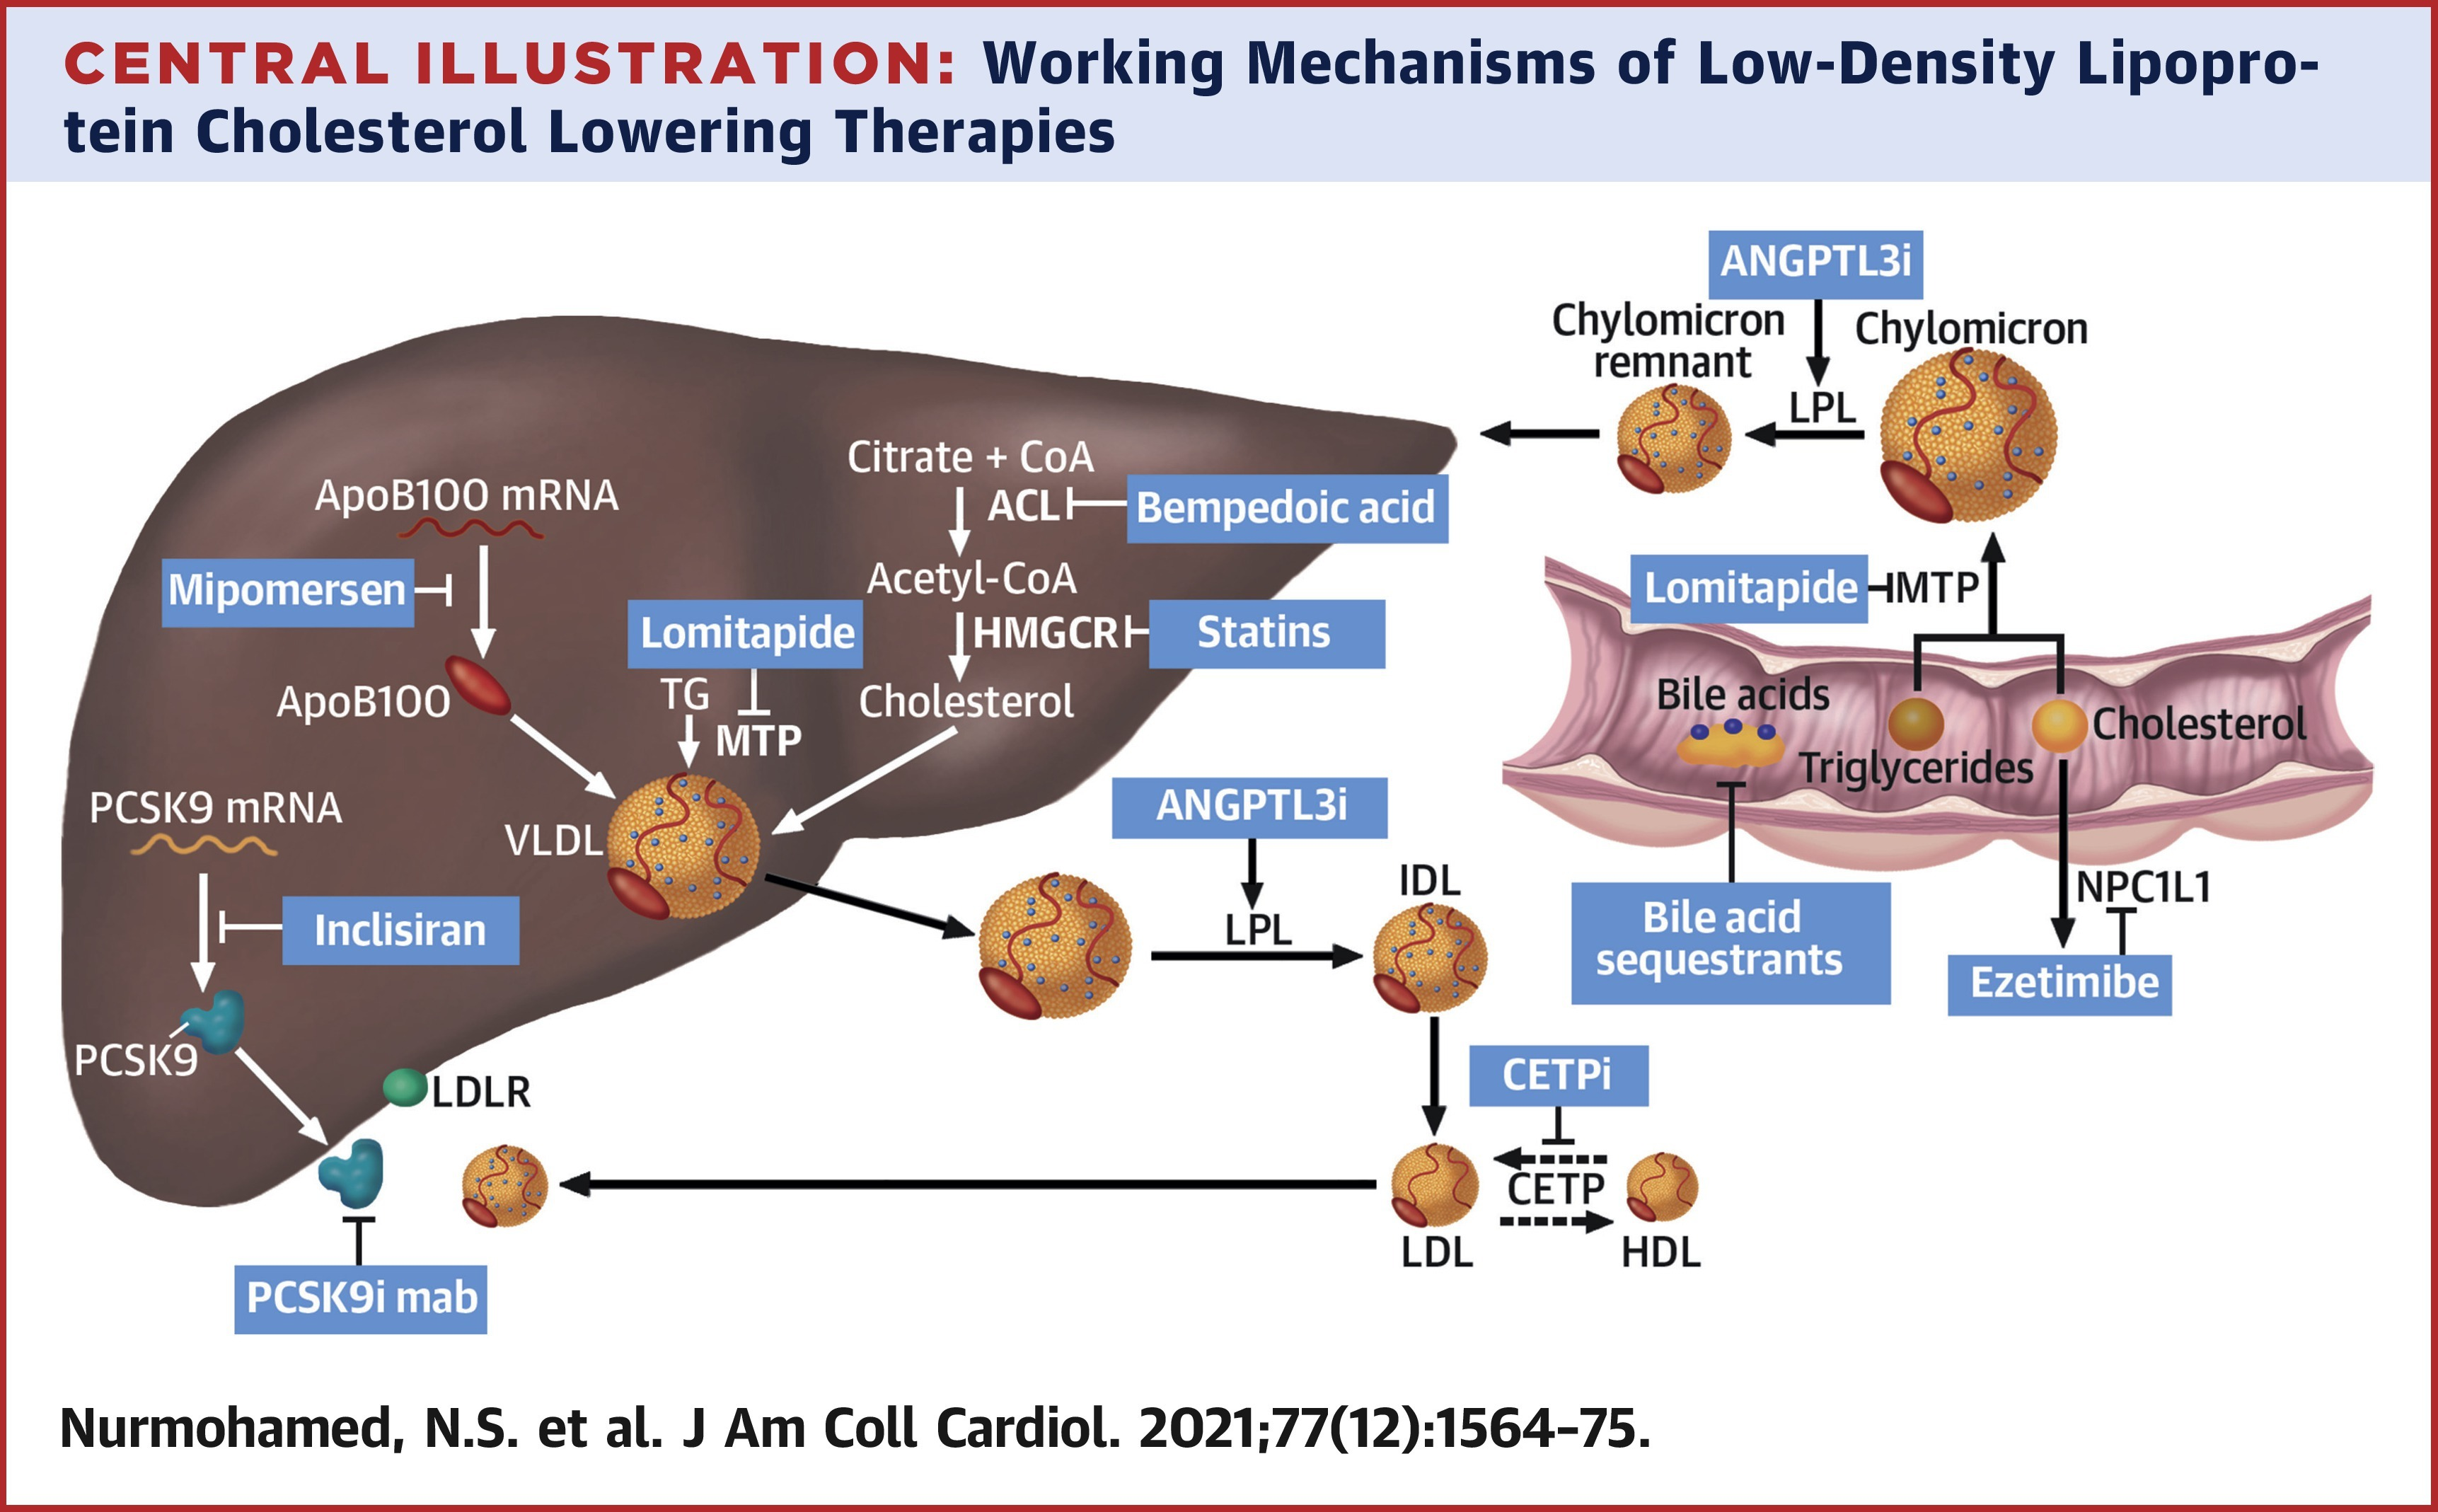 CENTRAL ILLUSTRATION: Working Mechanisms of Low-Density Lipopro-
tein Cholesterol Lowering Therapies
ANGPTL3i
Chylomicron
remnant
Chylomicron
LPL
Citrate + CoA
ACL
Bempedoic acid
ApoB100 mRNA
Mipomersen
Acetyl-CoA
Lomitapide
MTP
Lomitapide
HMGCR
Statins
TG
MTP
Cholesterol
ApoB100
Bile acids
Triglycerides
Cholesterol
PCSK9 mRNA
VLDL
ANGPTL3i
LPL
IDL
Inclisiran
Bile acid
sequestrants
NPC1L1
Ezetimibe
PCSK9
LDLR
CETPi
CETP
LDL
HDL
PCSK9i mab
Nurmohamed, N.S. et al. J Am Coll Cardiol. 2021;77(12):1564–75.